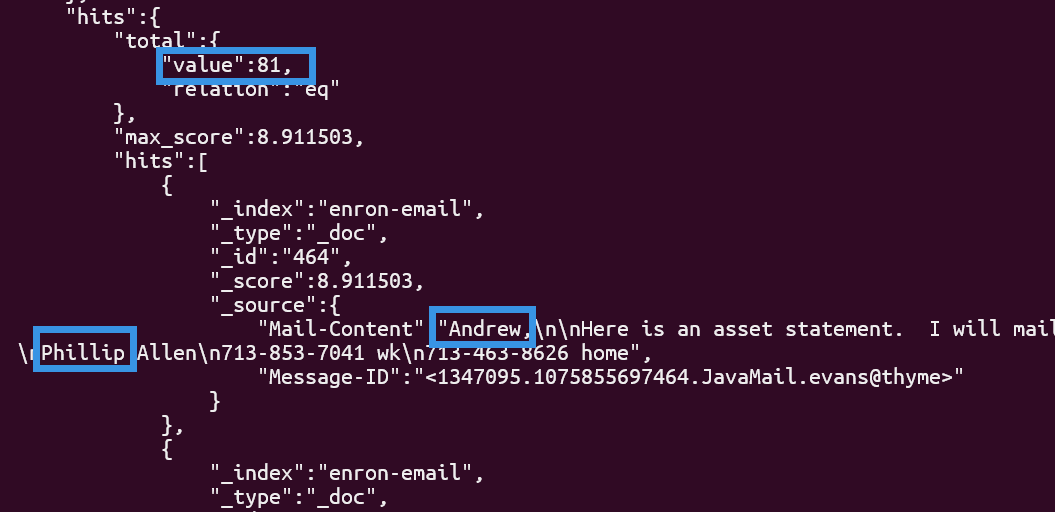 "hits":{
"total":{
"value":81,
"relation":"eq"
},
"max_score":8.911503,
"hits":[
{
"_index":"enron-email",
"_type":"_doc",
"_id":"464",
"_score":8.911503,
"_source":{
"Mail-Content" "Andrew,\n\nHere is an asset statement.  I will mail
\nPhillip Allen\n713-853-7041 wk\n713-463-8626 home",
"Message-ID":"<1347095.1075855697464.JavaMail.evans@thyme>"
}
},
{
"_index":"enron-email",
"_type":"_doc",